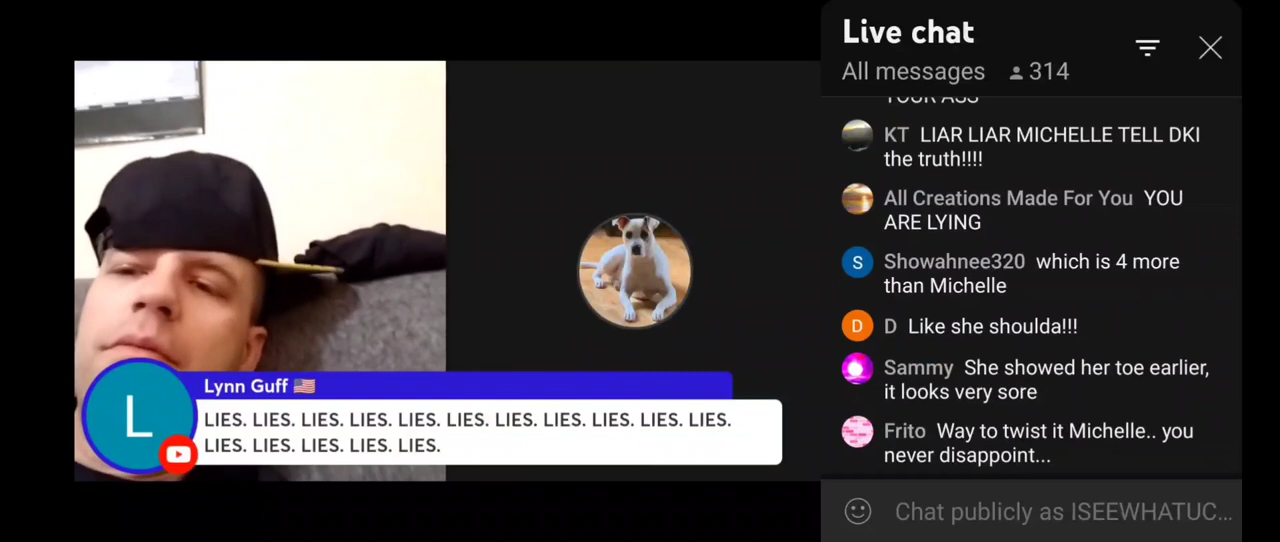 Live chat
All messages 314
YOUR ASS
KT LIAR LIAR MICHELLE TELL DKI
the truth!!!!
All Creations Made For You YOU
ARE LYING
S Showahnee320 which is 4 more
than Michelle
D D Like she shoulda!!!
Sammy She showed her toe earlier,
it looks very sore
Frito Way to twist it Michelle.. you
never disappoint...
Chat publicly as ISEEWHATUC...
L
Lynn Guff
LIES. LIES. LIES. LIES. LIES. LIES. LIES. LIES. LIES. LIES. LIES.
LIES. LIES. LIES. LIES. LIES.